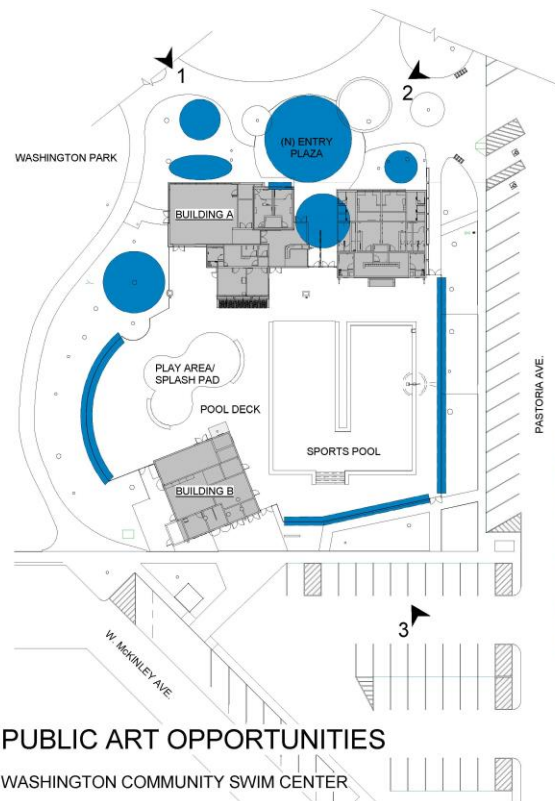 1
2
(N) ENTRY
PLAZA
WASHINGTON PARK
BUILDING A
PLAY AREA/
SPLASH PAD
POOL DECK
SPORTS POOL
BUILDING B
PASTORIA AVE.
W. McKINLEY AVE.
3
PUBLIC ART OPPORTUNITIES
WASHINGTON COMMUNITY SWIM CENTER